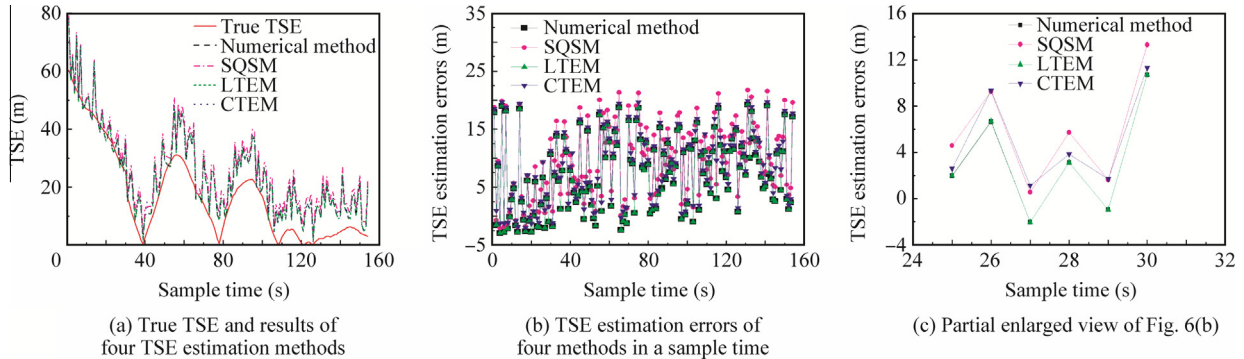 80
60
40
20
0
40
80
120
160
TSE (m)
Sample time (s)
True TSE
Numerical method
SQSM
LTEM
CTEM
(a) True TSE and results of
four TSE estimation methods
35
25
15
5
−5
0
40
80
120
160
TSE estimation errors (m)
Sample time (s)
Numerical method
SQSM
LTEM
CTEM
(b) TSE estimation errors of
four methods in a sample time
16
12
8
4
0
−4
24
26
28
30
32
TSE estimation errors (m)
Sample time (s)
Numerical method
SQSM
LTEM
CTEM
(c) Partial enlarged view of Fig. 6(b)